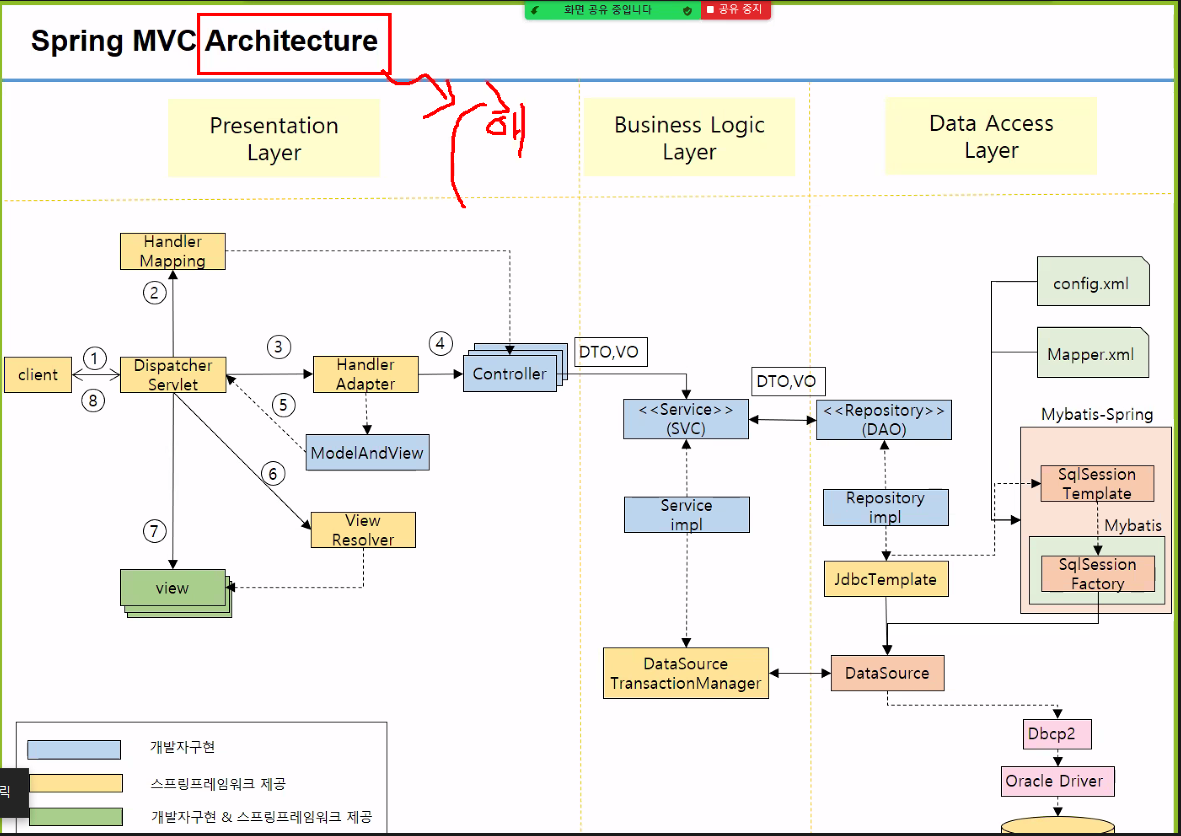 화면 공유 중입니다
공유 중지
Spring MVC Architecture
Presentation
Layer
Business Logic
Layer
Data Access
Layer
Handler
Mapping
②
config.xml
Mapper.xml
client
①
⑧
Dispatcher
Servlet
③
Handler
Adapter
④
Controller
DTO,VO
DTO,VO
⑤
ModelAndView
<<Service>>
(SVC)
<<Repository>>
(DAO)
Mybatis-Spring
SqlSession
Template
Mybatis
SqlSession
Factory
⑥
⑦
View
Resolver
view
Service
impl
Repository
impl
JdbcTemplate
DataSource
TransactionManager
DataSource
Dbcp2
Oracle Driver
개발자구현
스프링프레임워크 제공
개발자구현 & 스프링프레임워크 제공
릭